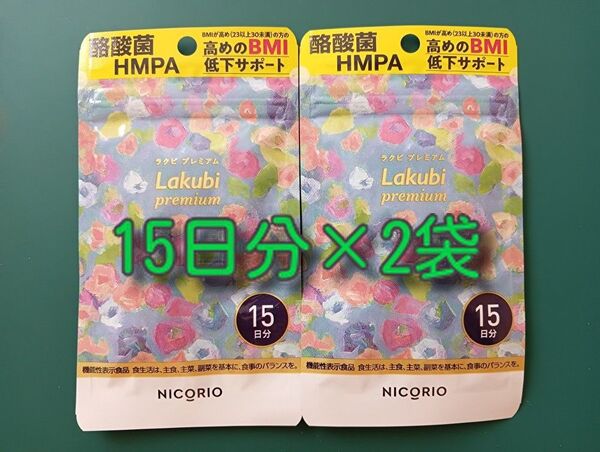 酪酸菌
HMPA
BMIが高め(23以上30未満)の方の
高めのBMI
低下サポート
ラクビ プレミアム
Lakubi
premium
15
日分
機能性表示食品 食生活は、主食、主菜、副菜を基本に、食事のバランスを。
NICORIO
酪酸菌
HMPA
BMIが高め(23以上30未満)の方の
高めのBMI
低下サポート
ラクビ プレミアム
Lakubi
premium
15
日分
機能性表示食品 食生活は、主食、主菜、副菜を基本に、食事のバランスを。
NICORIO
15日分×2袋